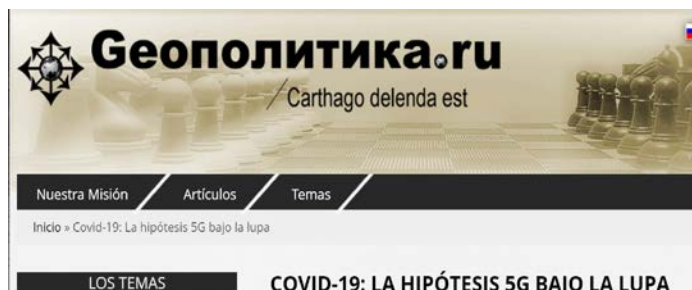 Геополитика.ru
Carthago delenda est
Nuestra Misión Artículos Temas
Inicio » Covid-19: La hipótesis 5G bajo la lupa
LOS TEMAS
COVID-19: LA HIPÓTESIS 5G BAJO LA LUPA